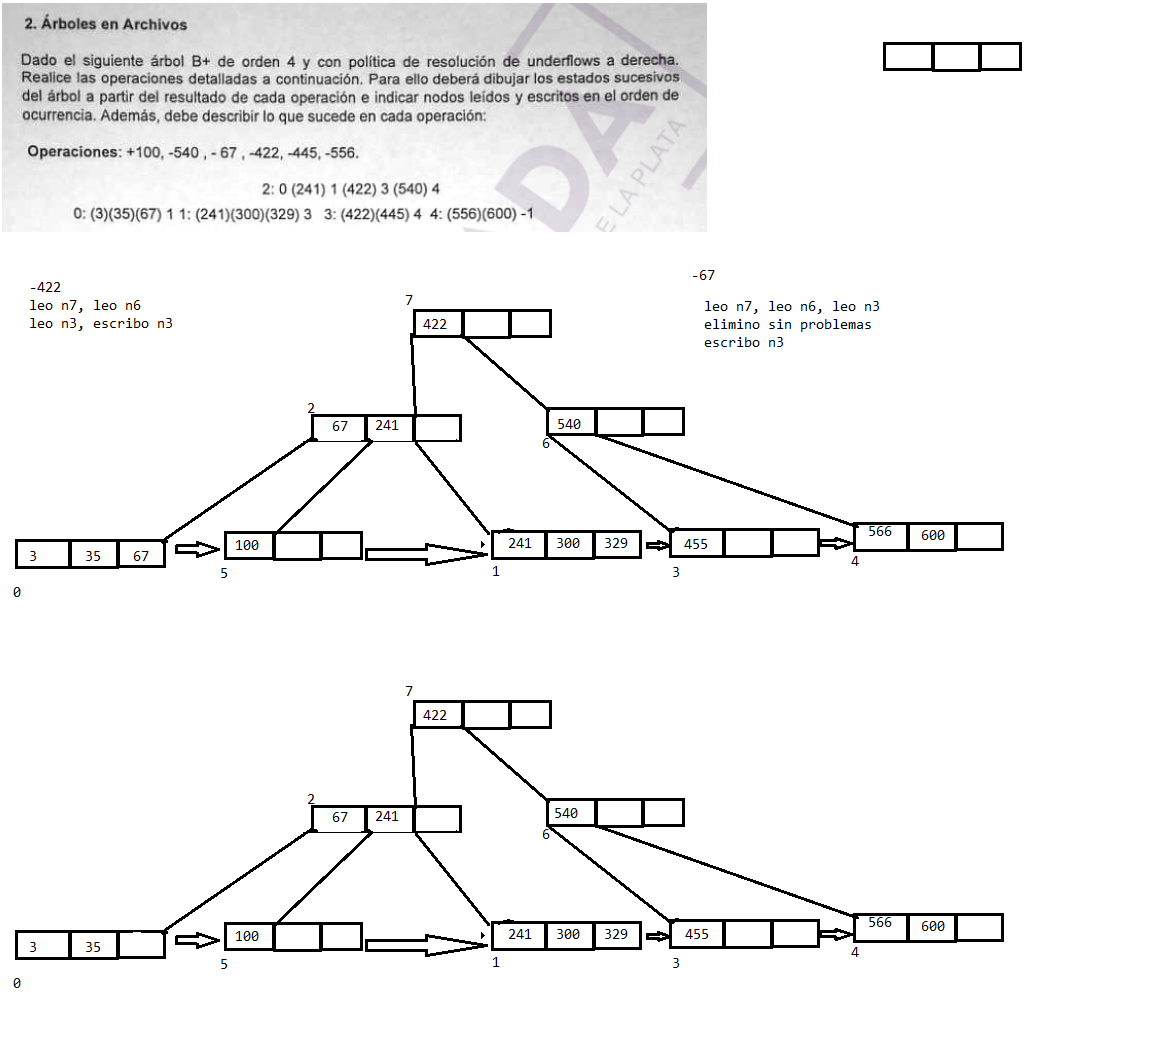 2. Árboles en Archivos
Dado el siguiente árbol B+ de orden 4 y con política de resolución de underflows a derecha.
Realice las operaciones detalladas a continuación. Para ello deberá dibujar los estados sucesivos
del árbol a partir del resultado de cada operación e indicar nodos leídos y escritos en el orden de
ocurrencia. Además, debe describir lo que sucede en cada operación:
Operaciones: +100, -540 , - 67 , -422, -445, -556.
2: 0 (241) 1 (422) 3 (540) 4
0: (3)(35)(67) 1 1: (241)(300)(329) 3 3: (422)(445) 4 4: (556)(600) -1
DA
E LA PLATA
-422
leo n7, leo n6
leo n3, escribo n3
-67
leo n7, leo n6, leo n3
elimino sin problemas
escribo n3
7
422
2
67 241
540
6
3 35 67
100
241 300 329
455
566 600
0
5
1
3
4
7
422
2
67 241
540
6
3 35
100
241 300 329
455
566 600
0
5
1
3
4